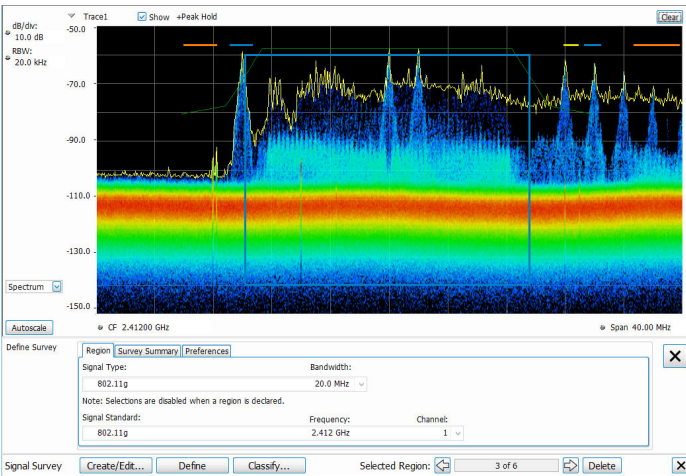 Trace1 Show +Peak Hold Clear
dB/div:
10.0 dB
RBW:
20.0 kHz
-50.0
-70.0
-90.0
-110.0
-130.0
-150.0
Spectrum
Autoscale
CF 2.41200 GHz Span 40.00 MHz
Define Survey
Region Survey Summary Preferences
Signal Type: Bandwidth:
802.11g 20.0 MHz
Note: Selections are disabled when a region is declared.
Signal Standard: Frequency: Channel:
802.11g 2.412 GHz 1
Signal Survey Create/Edit... Define Classify... Selected Region: 3 of 6 Delete